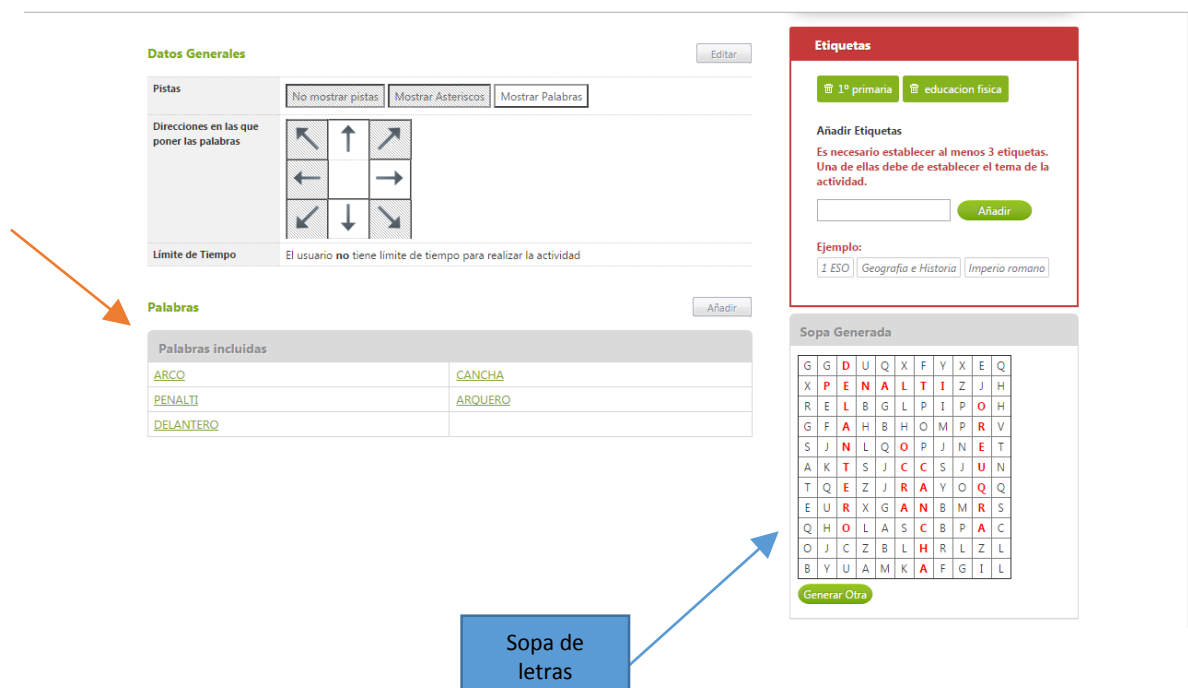 Datos Generales
Editar
Pistas
No mostrar pistas Mostrar Asteriscos Mostrar Palabras
Direcciones en las que
poner las palabras
Límite de Tiempo
El usuario no tiene límite de tiempo para realizar la actividad
Palabras
Añadir
Palabras incluidas
ARCO CANCHA
PENALTI ARQUERO
DELANTERO
Etiquetas
1º primaria educacion fisica
Añadir Etiquetas
Es necesario establecer al menos 3 etiquetas.
Una de ellas debe de establecer el tema de la
actividad.
Añadir
Ejemplo:
1 ESO Geografia e Historia Imperio romano
Sopa Generada
G G D U Q X F Y X E Q
X P E N A L T I Z J H
R E L B G L P I P O H
G F A H B H O M P R V
S J N L Q O P J N E T
A K T S J C C S J U N
T Q E Z J R A Y O Q Q
E U R X G A N B M R S
Q H O L A S C B P A C
O J C Z B L H R L Z L
B Y U A M K A F G I L
Generar Otra
Sopa de
letras